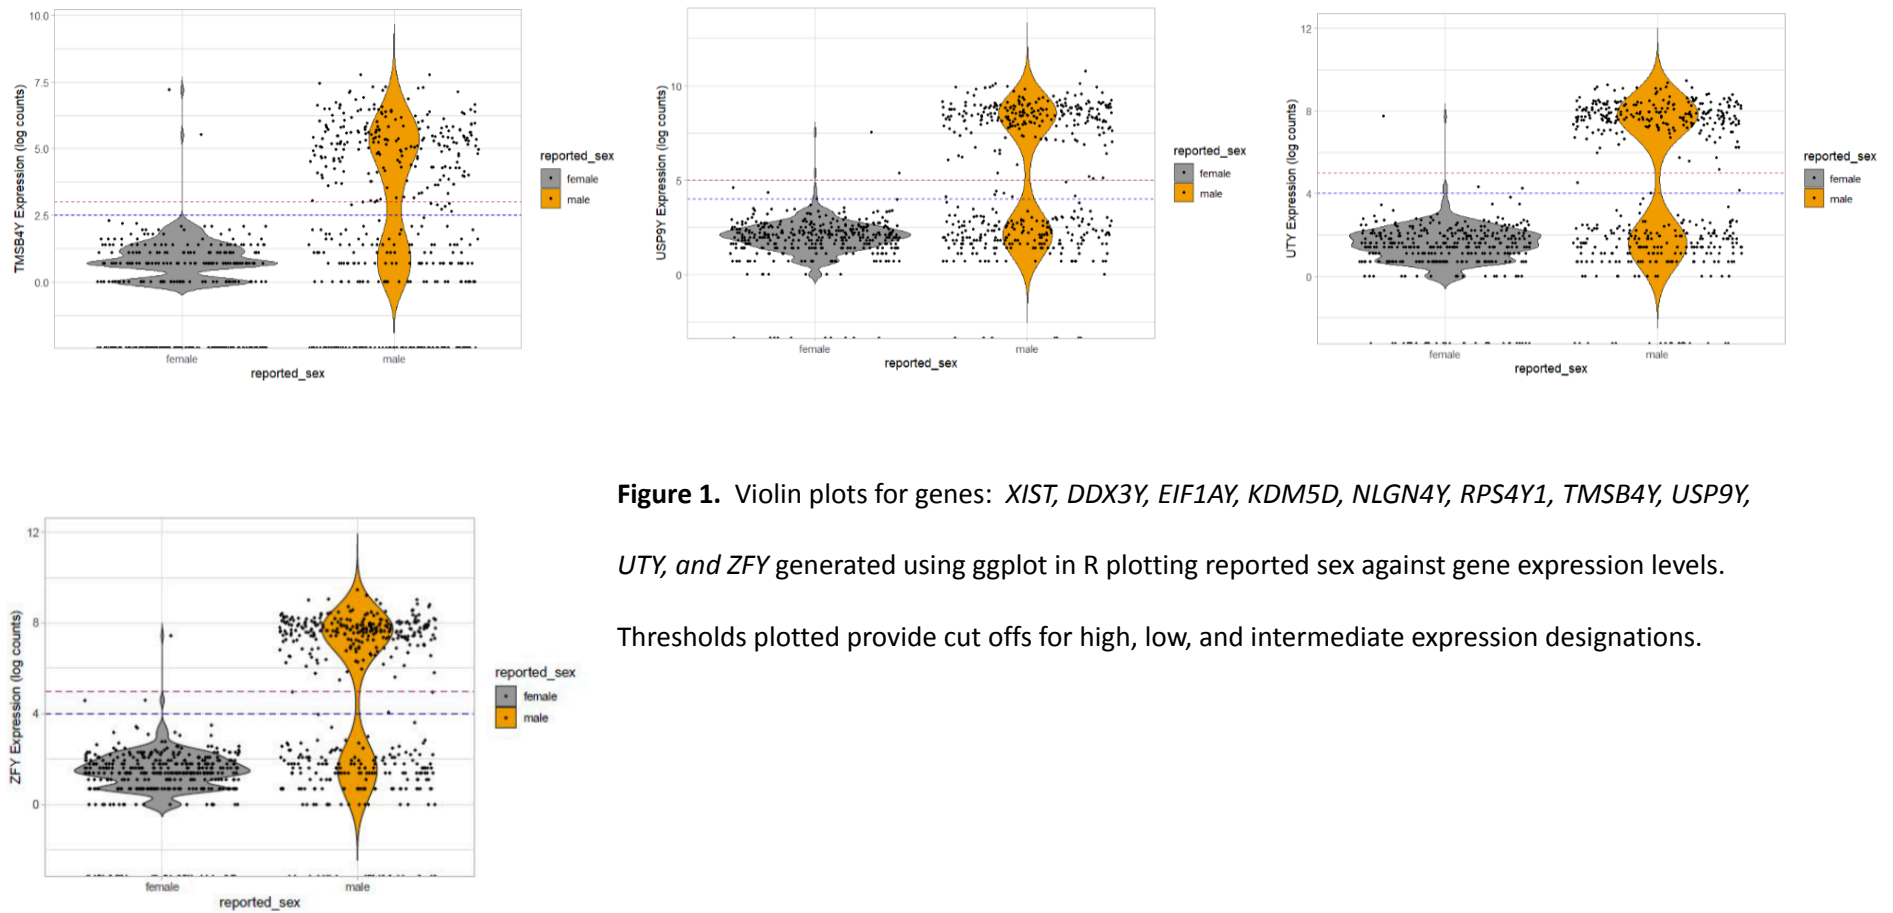 10.0
7.5
5.0
2.5
0.0
TMSB4Y Expression (log counts)
female
male
reported_sex
reported_sex
female
male
10
5
0
USP9Y Expression (log counts)
female
male
reported_sex
reported_sex
female
male
12
8
4
0
UTY Expression (log counts)
female
male
reported_sex
reported_sex
female
male
12
8
4
0
ZFY Expression (log counts)
female
male
reported_sex
reported_sex
female
male
Figure 1. Violin plots for genes: XIST, DDX3Y, EIF1AY, KDM5D, NLGN4Y, RPS4Y1, TMSB4Y, USP9Y,
UTY, and ZFY generated using ggplot in R plotting reported sex against gene expression levels.
Thresholds plotted provide cut offs for high, low, and intermediate expression designations.